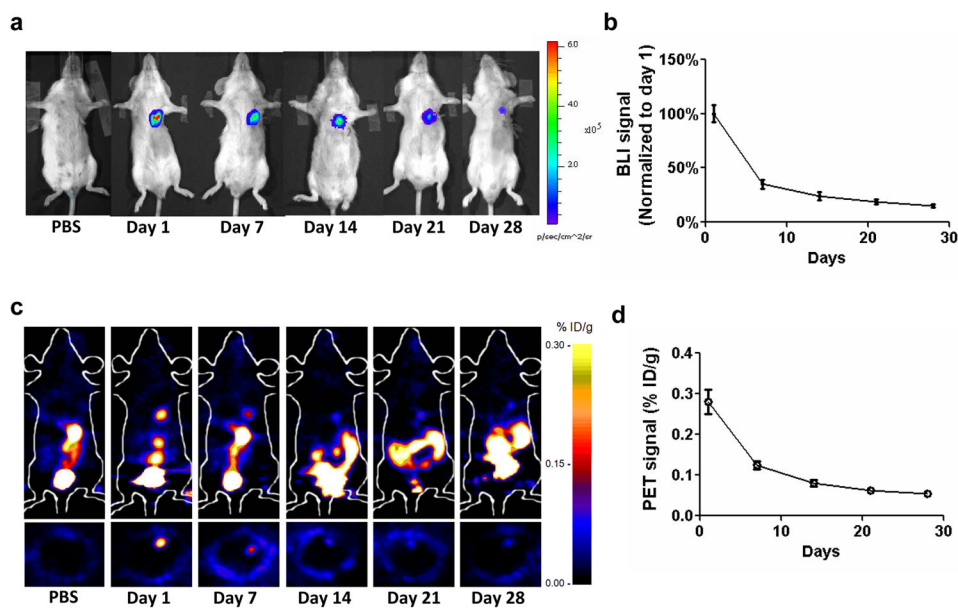 a
6.0
4.0
x10^5
2.0
p/sec/cm^2/sr
PBS Day 1 Day 7 Day 14 Day 21 Day 28
b
BLI signal
(Normalized to day 1)
150%
100%
50%
0%
0 10 20 30
Days
c
% ID/g
0.30
0.15
0.00
PBS Day 1 Day 7 Day 14 Day 21 Day 28
d
PET signal (% ID/g)
0.4
0.3
0.2
0.1
0.0
0 10 20 30
Days